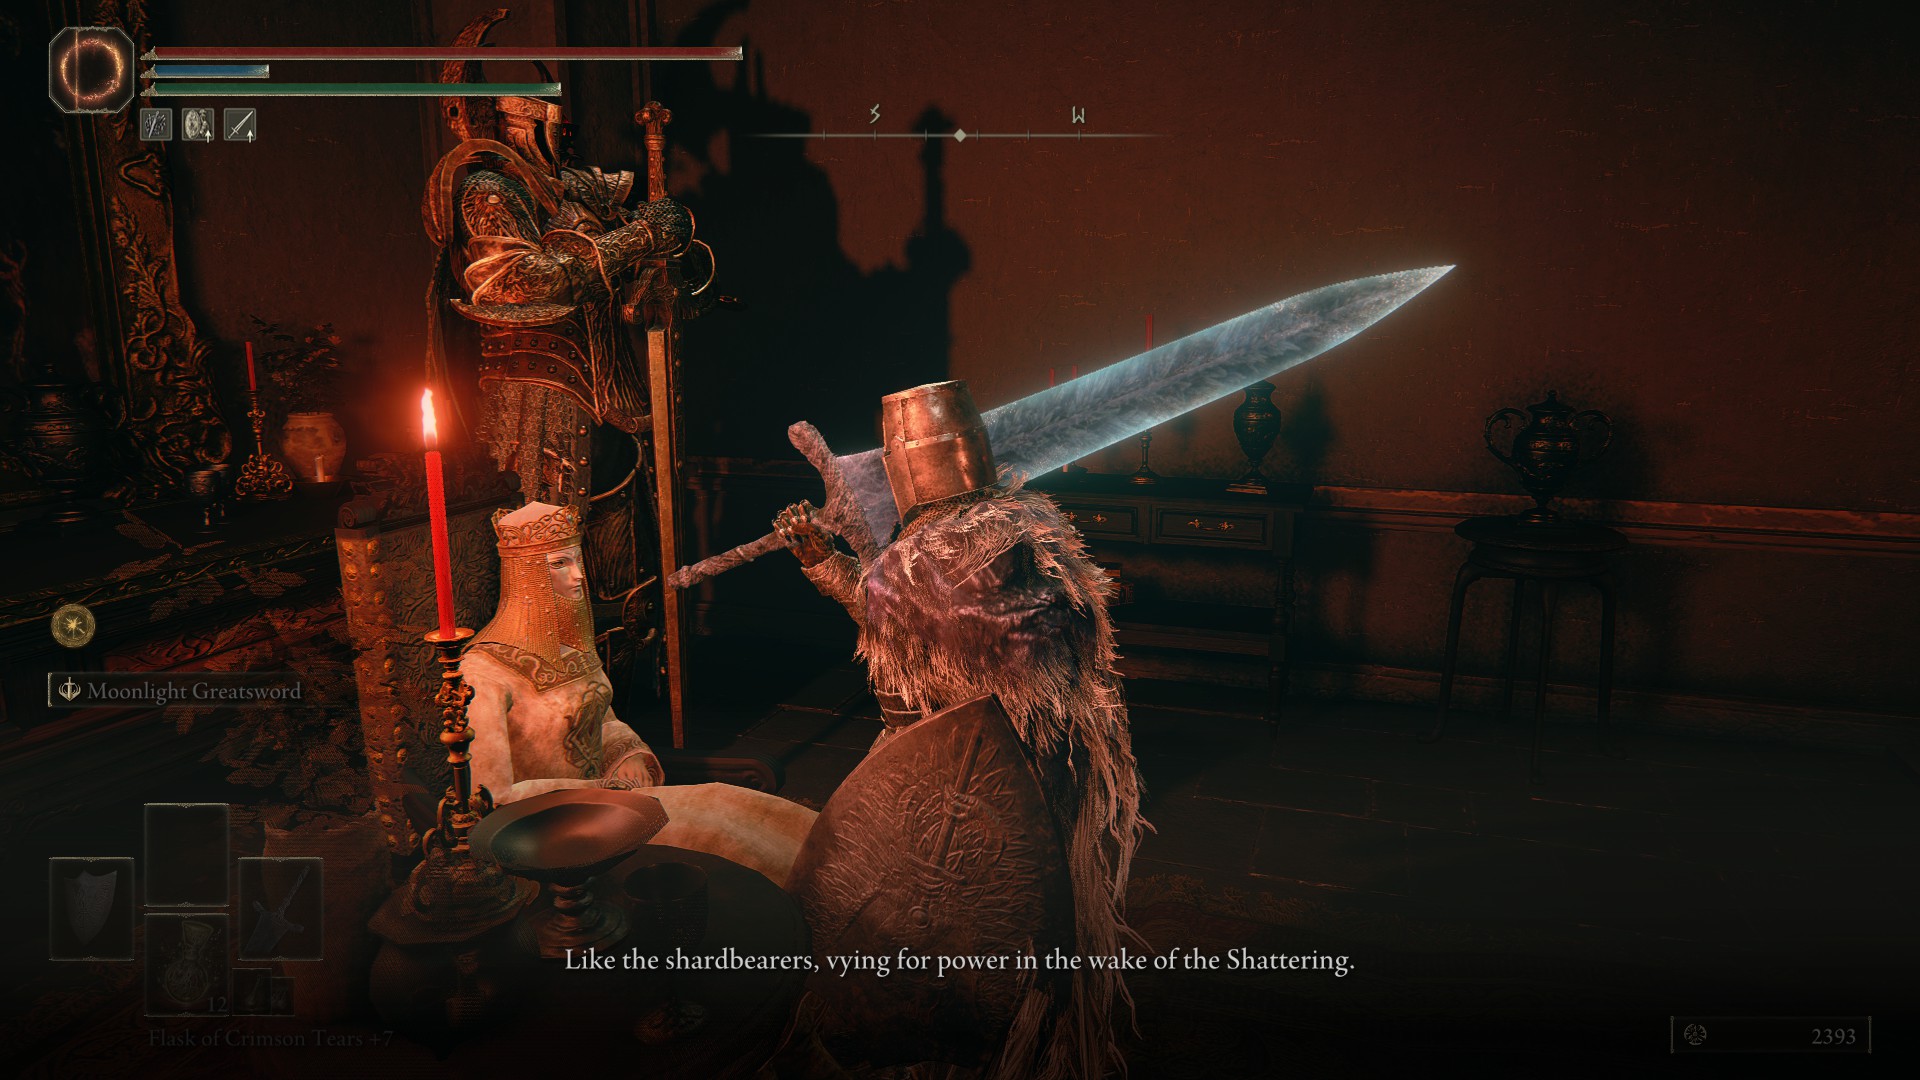 S
W
Moonlight Greatsword
Like the shardbearers, vying for power in the wake of the Shattering.
12
Flask of Crimson Tears +7
2393